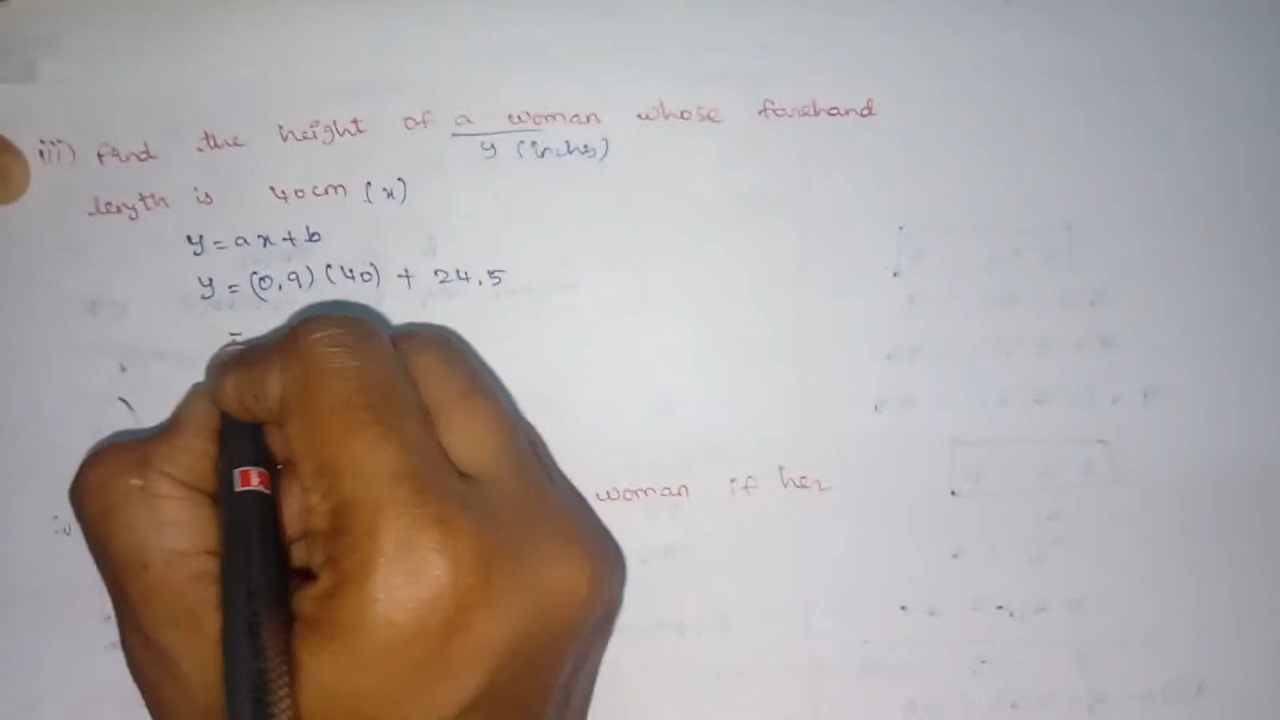 iii) Find the height of a woman whose forehand
y (inches)
length is 40cm (x)
y = ax + b
y = (0.9) (40) + 24.5
=
woman if her